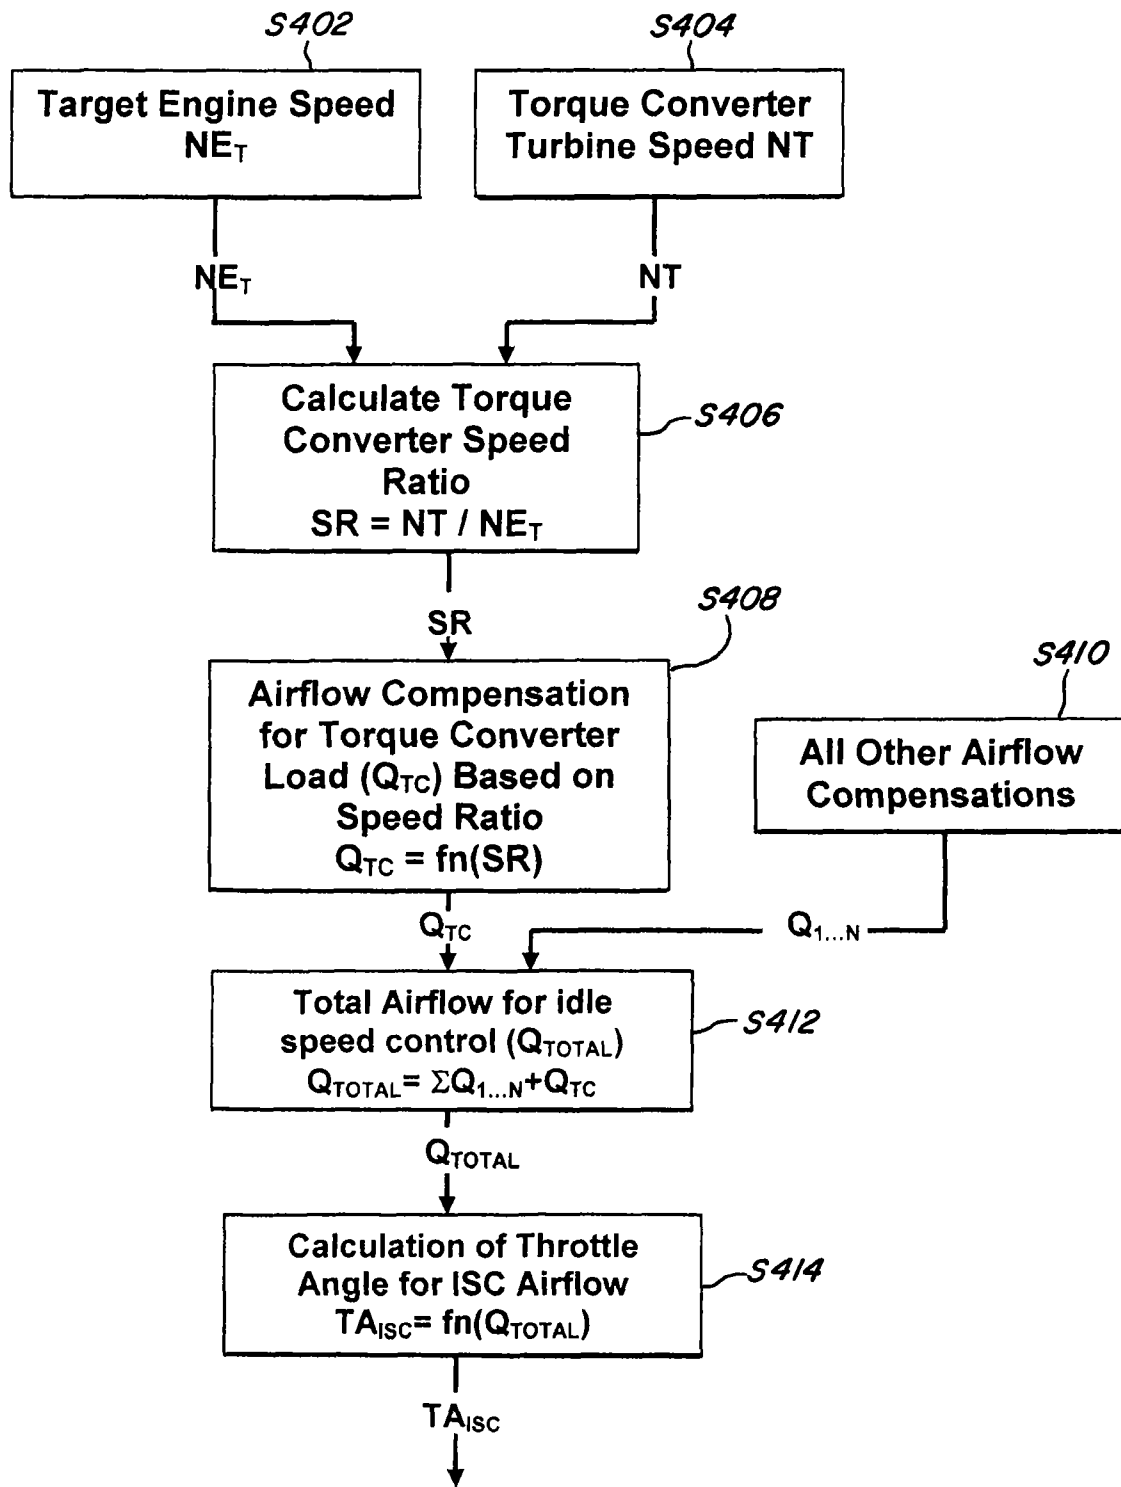 S402
S404
Target Engine Speed
NE_T
Torque Converter
Turbine Speed NT
NE_T
NT
Calculate Torque
Converter Speed
Ratio
SR = NT / NE_T
S406
SR
S408
Airflow Compensation
for Torque Converter
Load (Q_TC) Based on
Speed Ratio
Q_TC = fn(SR)
S410
All Other Airflow
Compensations
Q_TC
Q_1...N
Total Airflow for idle
speed control (Q_TOTAL)
Q_TOTAL= ΣQ_1...N+Q_TC
S412
Q_TOTAL
Calculation of Throttle
Angle for ISC Airflow
TA_ISC= fn(Q_TOTAL)
S414
TA_ISC